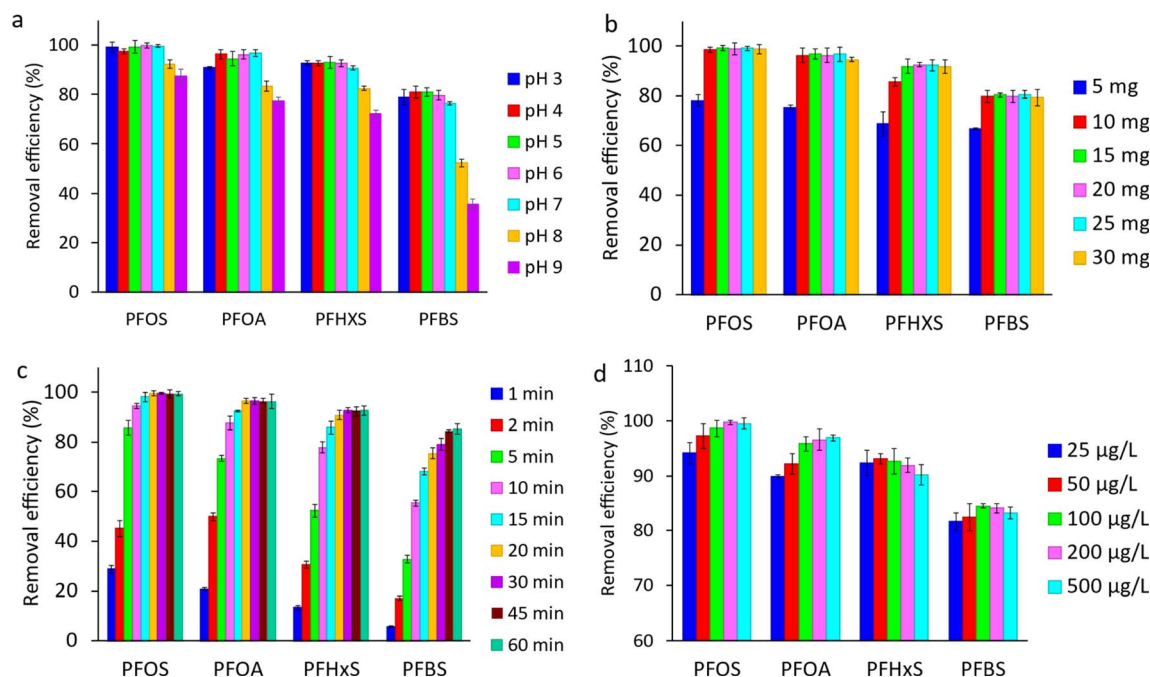 a
Removal efficiency (%)
100
80
60
40
20
0
PFOS PFOA PFHXS PFBS
pH 3
pH 4
pH 5
pH 6
pH 7
pH 8
pH 9
b
Removal efficiency (%)
100
80
60
40
20
0
PFOS PFOA PFHXS PFBS
5 mg
10 mg
15 mg
20 mg
25 mg
30 mg
c
Removal efficiency (%)
100
80
60
40
20
0
PFOS PFOA PFHxS PFBS
1 min
2 min
5 min
10 min
15 min
20 min
30 min
45 min
60 min
d
Removal efficiency (%)
110
100
90
80
70
60
PFOS PFOA PFHxS PFBS
25 µg/L
50 µg/L
100 µg/L
200 µg/L
500 µg/L